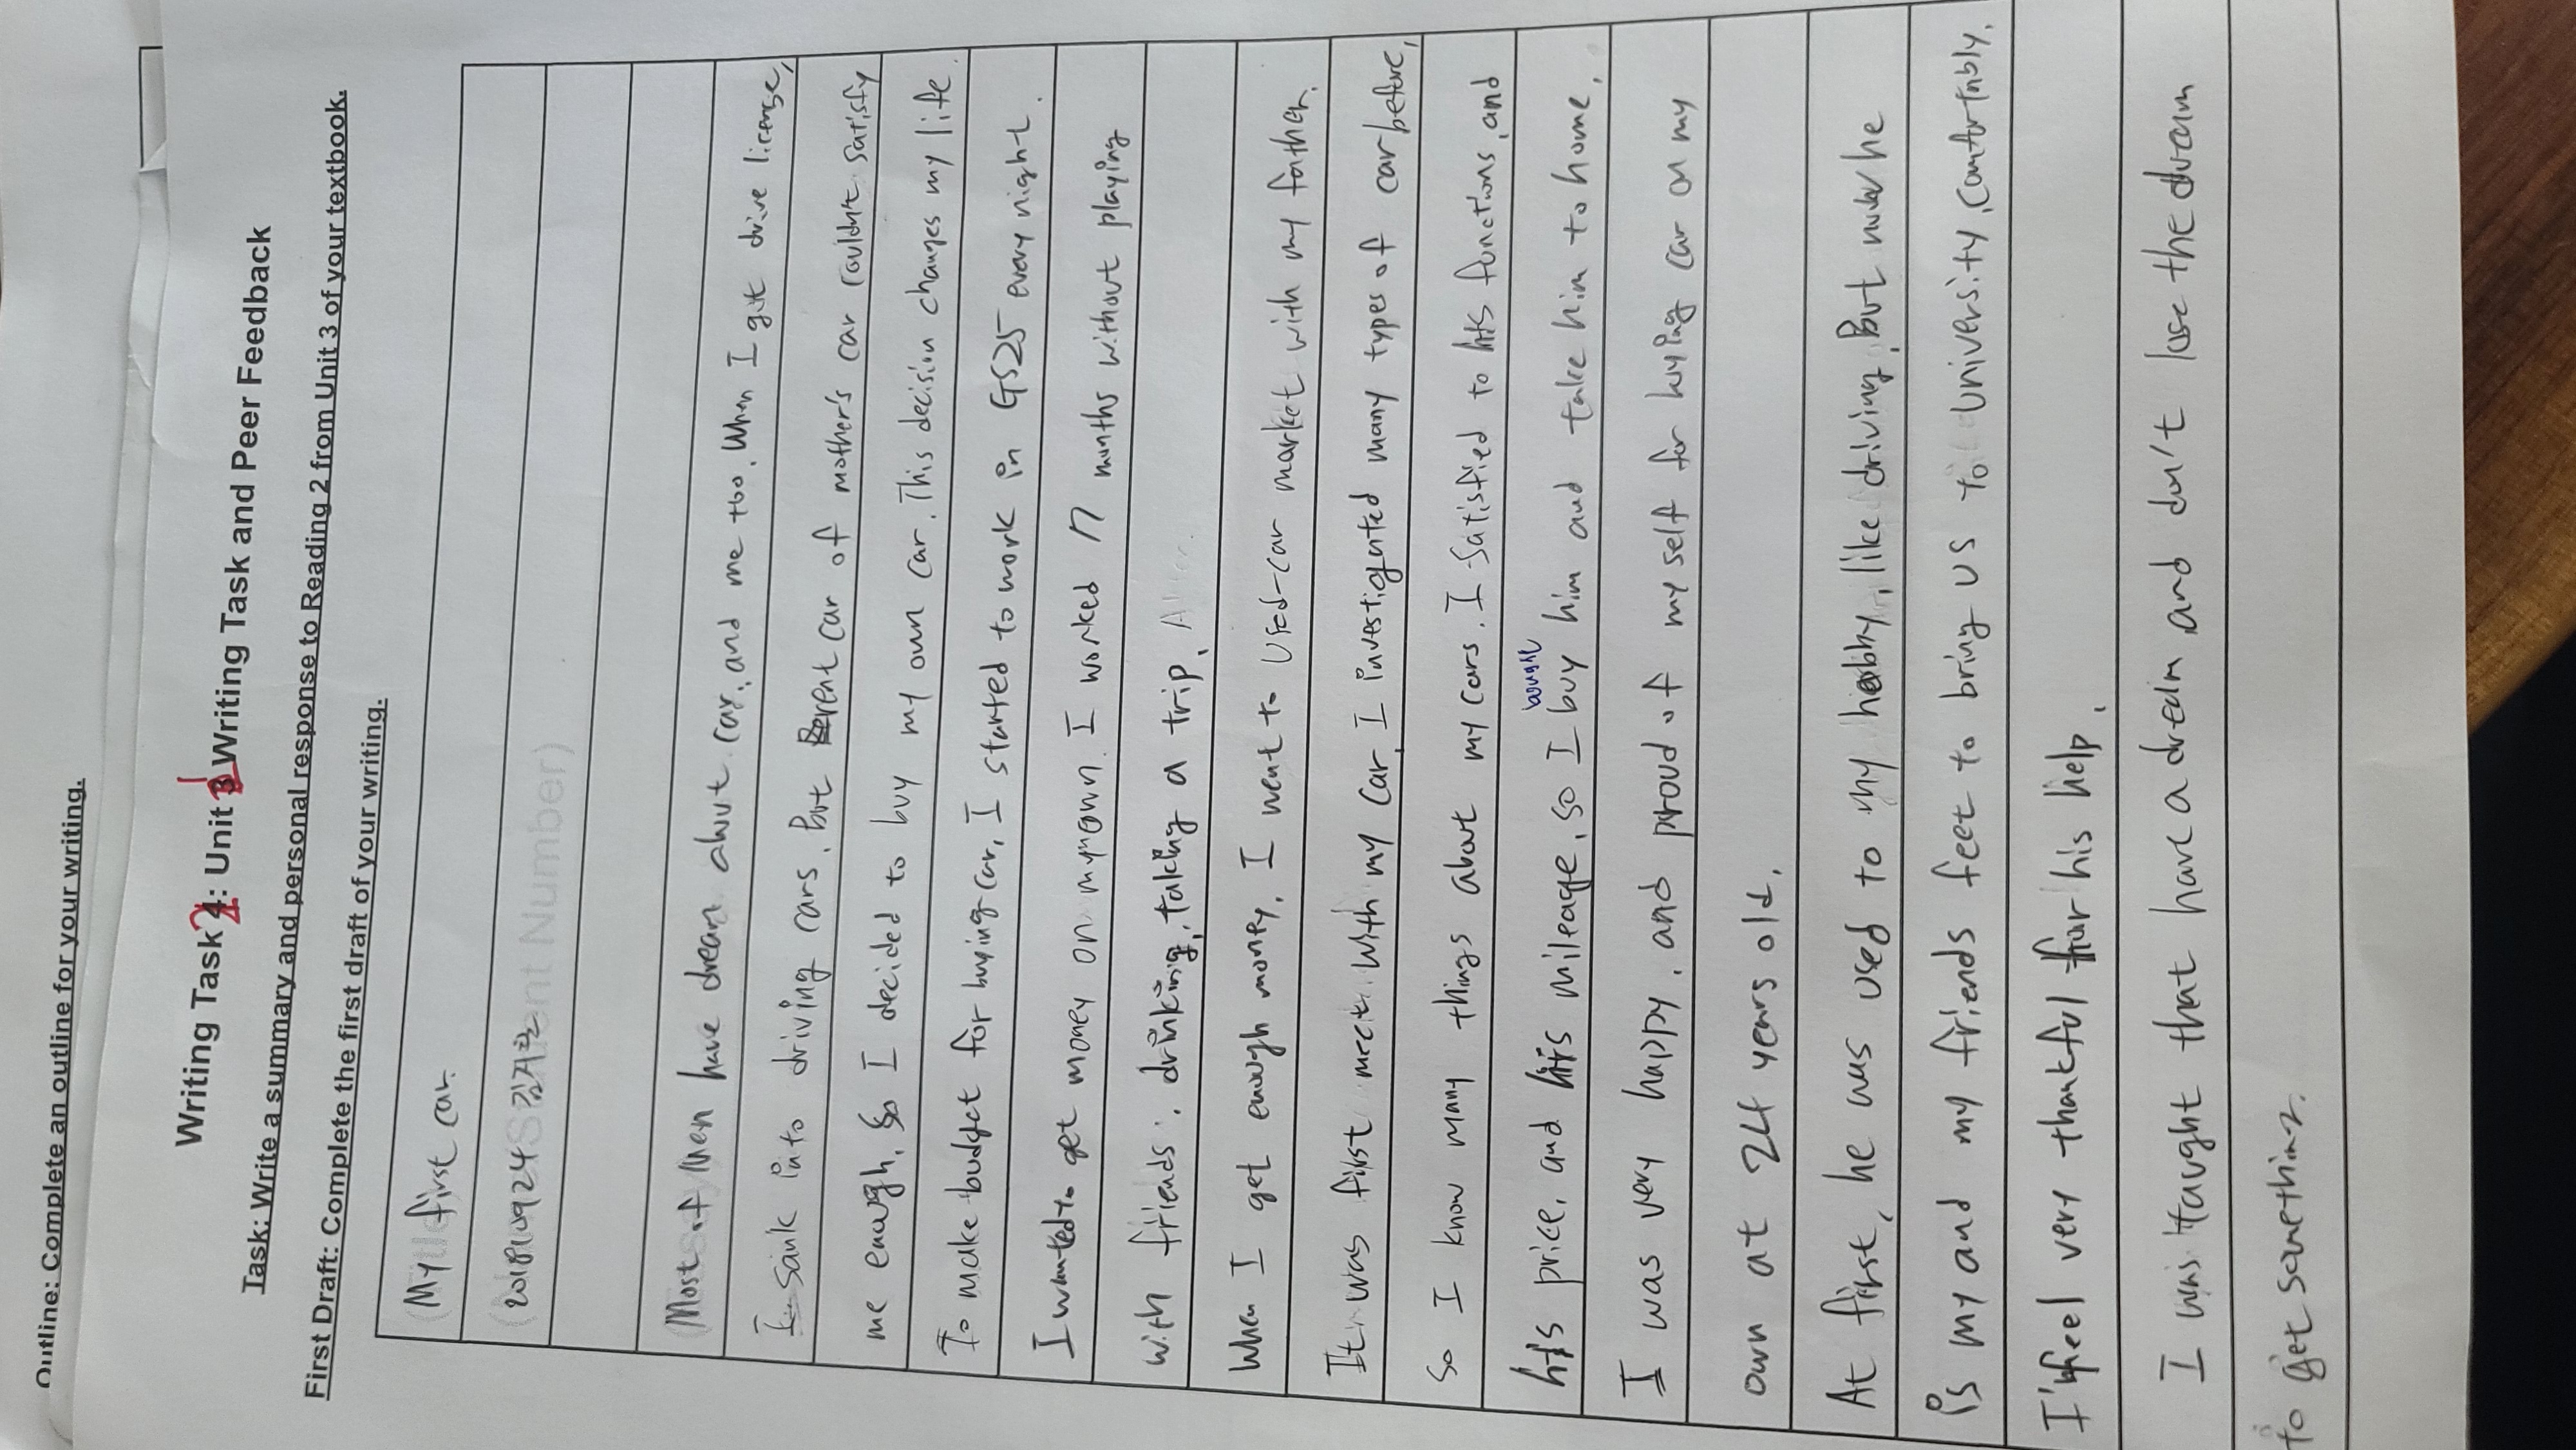 Outline: Complete an outline for your writing.
Writing Task 2: Unit 1 Writing Task and Peer Feedback
Task: Write a summary and personal response to Reading 2 from Unit 3 of your textbook.
First Draft: Complete the first draft of your writing.
My first car.
201810924 김지환
Most of Men have dream about car, and me too. When I got drive license,
I sank into driving cars. But rent car of mother's car couldn't satisfy
me enough. So I decided to buy my own car. This decision changes my life.
To make budget for buying car, I started to work in GS25 every night.
I wanted to get money on my own. I worked 17 months without playing
with friends, drinking, taking a trip.
When I get enough money, I went to used-car market with my father.
It was first meet with my car. I investigated many types of car before,
so I know many things about my cars. I satisfied to his functions, and
his price, and his mileage, so I buy him and take him to home.
bought
I was very happy, and proud of my self for buying car on my
own at 24 years old.
At first, he was used to my hobby, like driving, But now he
is my and my friends feet to bring us to university, comfortably.
I feel very thankful for his help.
I was taught that have a dream and don't lose the dream
to get something.